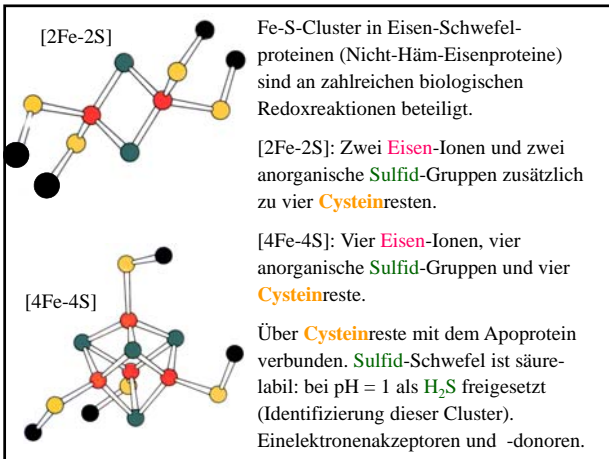 [2Fe-2S]
[4Fe-4S]
Fe-S-Cluster in Eisen-Schwefel-
proteinen (Nicht-Häm-Eisenproteine)
sind an zahlreichen biologischen
Redoxreaktionen beteiligt.
[2Fe-2S]: Zwei Eisen-Ionen und zwei
anorganische Sulfid-Gruppen zusätzlich
zu vier Cysteinresten.
[4Fe-4S]: Vier Eisen-Ionen, vier
anorganische Sulfid-Gruppen und vier
Cysteinreste.
Über Cysteinreste mit dem Apoprotein
verbunden. Sulfid-Schwefel ist säure-
labil: bei pH = 1 als H₂S freigesetzt
(Identifizierung dieser Cluster).
Einelektronenakzeptoren und -donoren.